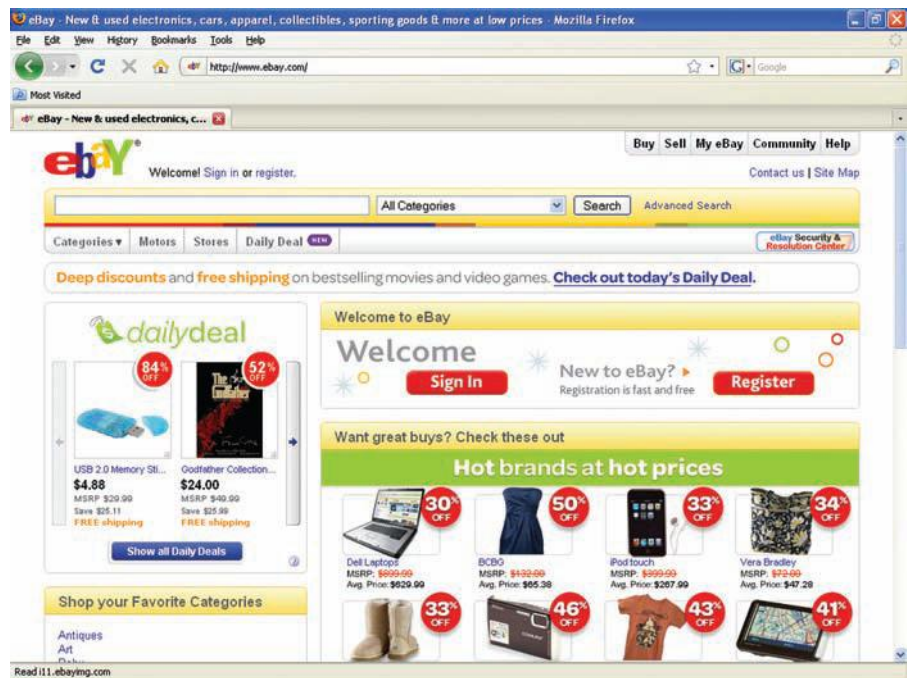 eBay - New & used electronics, cars, apparel, collectibles, sporting goods & more at low prices - Mozilla Firefox
File Edit View History Bookmarks Tools Help
http://www.ebay.com/
Google
Most Visited
eBay - New & used electronics, c...
ebay
Buy Sell My eBay Community Help
Welcome! Sign in or register.
Contact us | Site Map
All Categories
Search
Advanced Search
Categories Motors Stores Daily Deal NEW
eBay Security &
Resolution Center
Deep discounts and free shipping on bestselling movies and video games. Check out today's Daily Deal.
dailydeal
84% OFF
52% OFF
The Godfather
USB 2.0 Memory Sti...
$4.88
MSRP $29.99
Save $25.11
FREE shipping
Godfather Collection...
$24.00
MSRP $49.99
Save $25.99
FREE shipping
Show all Daily Deals
Shop your Favorite Categories
Antiques
Art
Welcome to eBay
Welcome
Sign In
New to eBay?
Registration is fast and free
Register
Want great buys? Check these out
Hot brands at hot prices
30% OFF
50% OFF
33% OFF
34% OFF
Dell Laptops
MSRP: $899.99
Avg. Price: $629.99
BCBG
MSRP: $132.00
Avg. Price: $65.38
iPod touch
MSRP: $399.99
Avg. Price: $267.99
Vera Bradley
MSRP: $72.00
Avg. Price: $47.28
33% OFF
46% OFF
43% OFF
41% OFF
Read i11.ebayimg.com